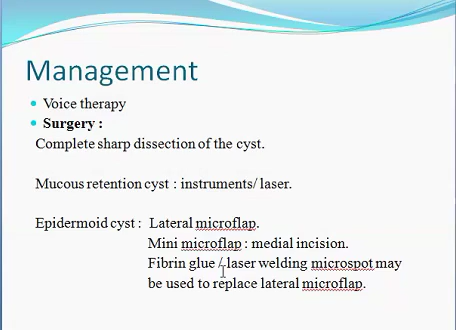 Management
Voice therapy
Surgery :
Complete sharp dissection of the cyst.
Mucous retention cyst : instruments/ laser.
Epidermoid cyst : Lateral microflap.
Mini microflap : medial incision.
Fibrin glue / laser welding microspot may
be used to replace lateral microflap.